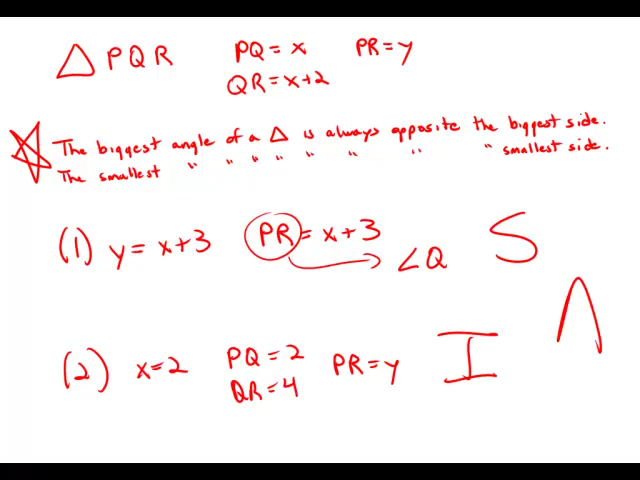 △ PQR PQ = x PR = y
QR = x+2
The biggest angle of a △ is always opposite the biggest side.
The smallest " " " " " " " " smallest side.
(1) y = x+3 PR = x+3 S
∠Q
(2) x=2 PQ = 2 PR = y I
QR = 4